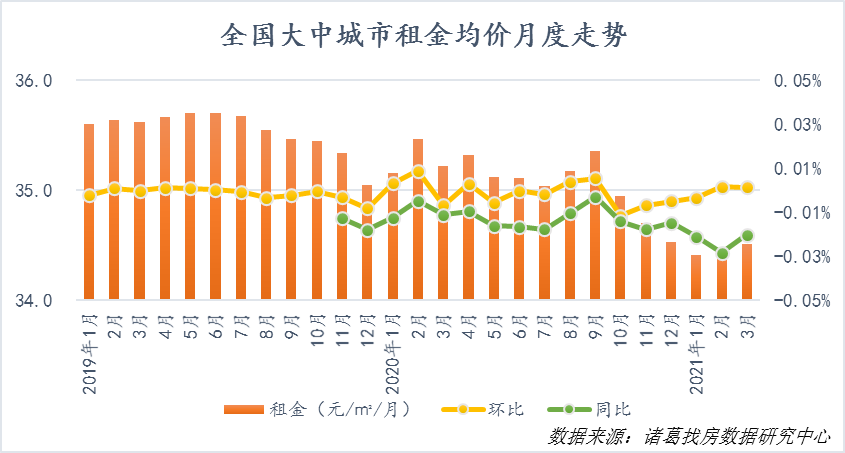 全国大中城市租金均价月度走势
36.0
35.0
34.0
0.05%
0.03%
0.01%
-0.01%
-0.03%
-0.05%
2019年1月
2月
3月
4月
5月
6月
7月
8月
9月
10月
11月
12月
2020年1月
2月
3月
4月
5月
6月
7月
8月
9月
10月
11月
12月
2021年1月
2月
3月
租金（元/㎡/月）
环比
同比
数据来源：诸葛找房数据研究中心